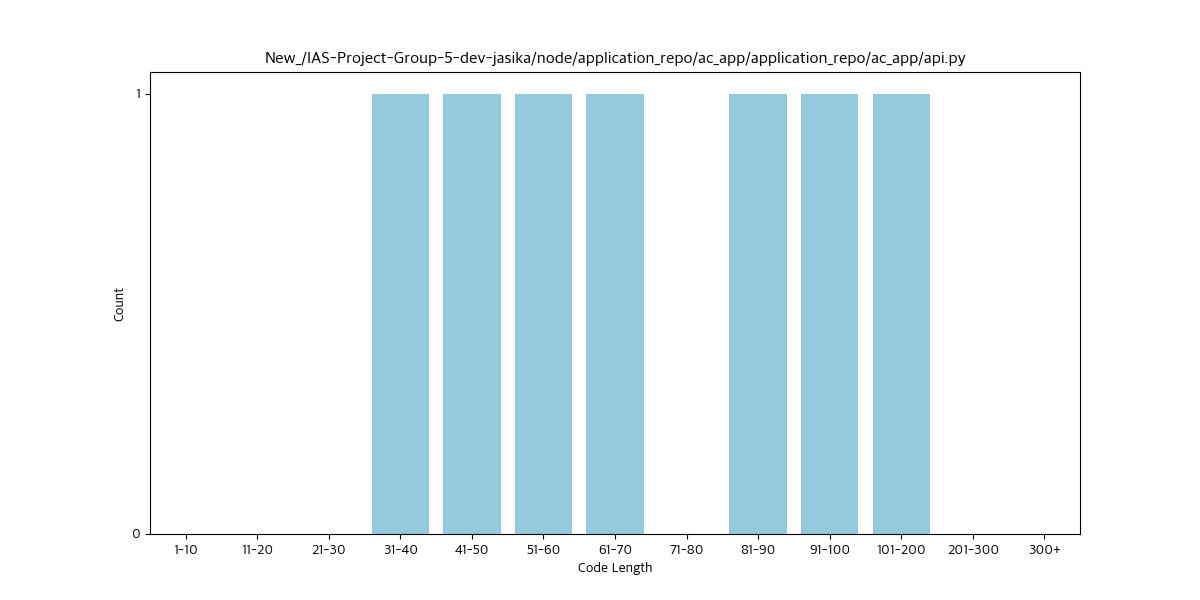 New_/IAS-Project-Group-5-dev-jasika/node/application_repo/ac_app/application_repo/ac_app/api.py
1
Count
0
1-10 11-20 21-30 31-40 41-50 51-60 61-70 71-80 81-90 91-100 101-200 201-300 300+
Code Length